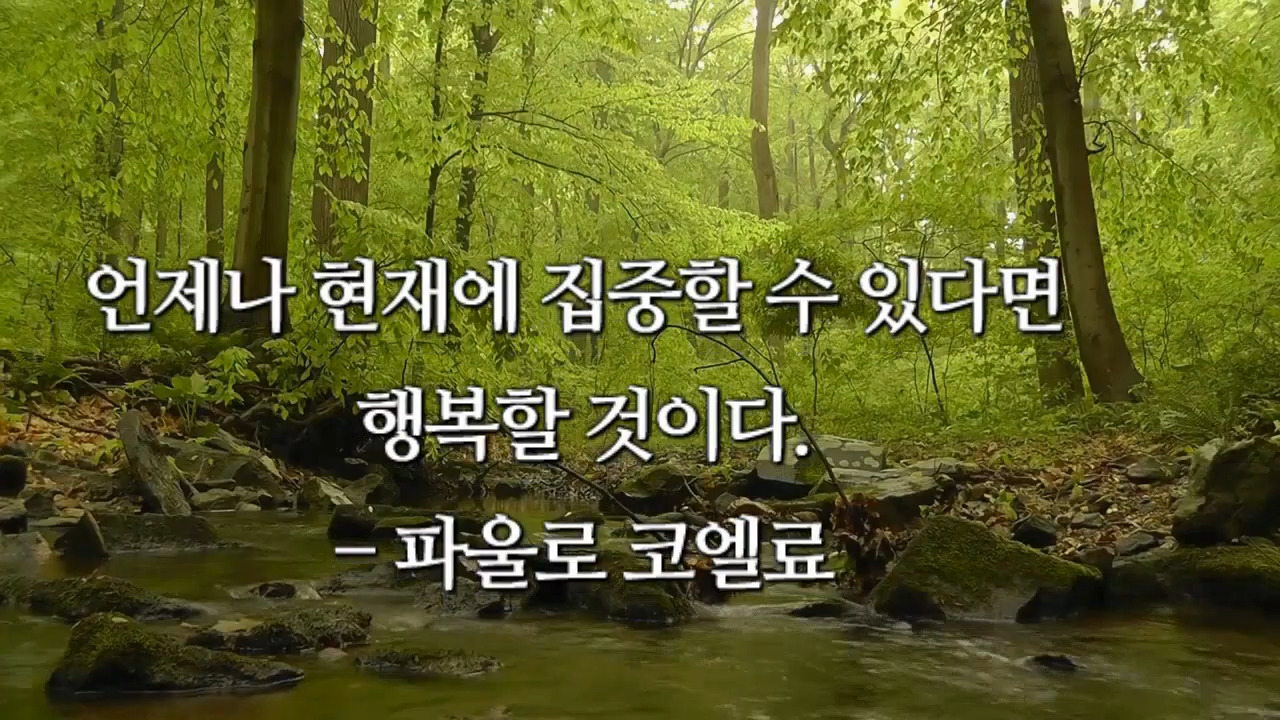 언제나 현재에 집중할 수 있다면
행복할 것이다.
- 파울로 코엘료